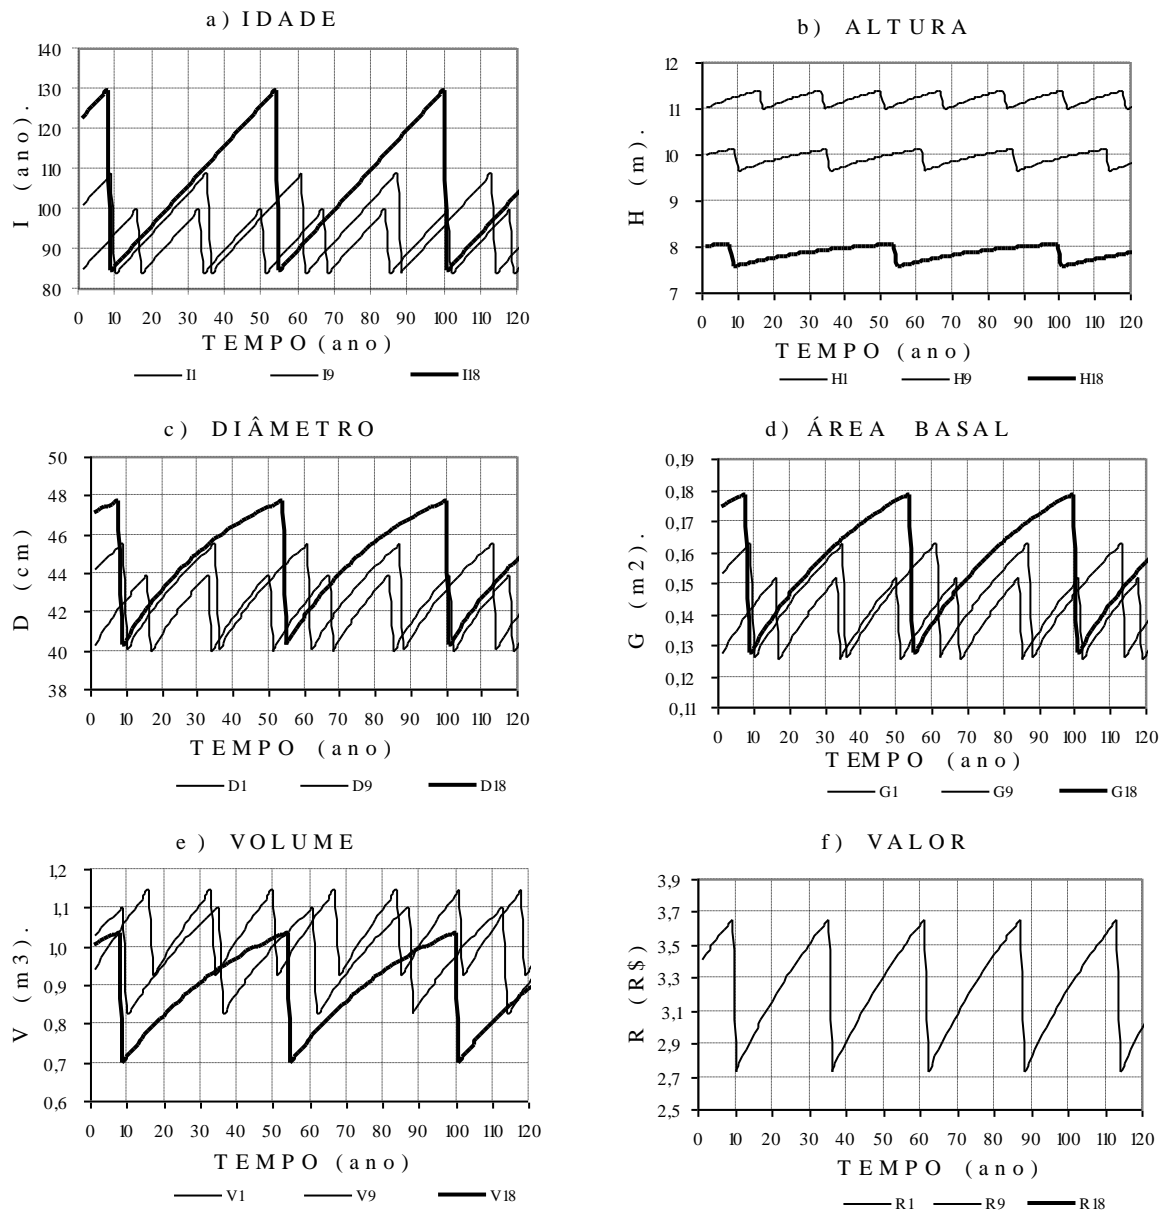 a) IDADE
I (ano).
140
130
120
110
100
90
80
0 10 20 30 40 50 60 70 80 90 100 110 120
TEMPO (ano)
I1 I9 I18
b) ALTURA
H (m).
12
11
10
9
8
7
0 10 20 30 40 50 60 70 80 90 100 110 120
TEMPO (ano)
H1 H9 H18
c) DIÂMETRO
D (cm)
50
48
46
44
42
40
38
0 10 20 30 40 50 60 70 80 90 100 110 120
TEMPO (ano)
D1 D9 D18
d) ÁREA BASAL
G (m2).
0,19
0,18
0,17
0,16
0,15
0,14
0,13
0,12
0,11
0 10 20 30 40 50 60 70 80 90 100 110 120
TEMPO (ano)
G1 G9 G18
e) VOLUME
V (m3).
1,2
1,1
1,0
0,9
0,8
0,7
0,6
0 10 20 30 40 50 60 70 80 90 100 110 120
TEMPO (ano)
V1 V9 V18
f) VALOR
R (R$)
3,9
3,7
3,5
3,3
3,1
2,9
2,7
2,5
0 10 20 30 40 50 60 70 80 90 100 110 120
TEMPO (ano)
R1 R9 R18